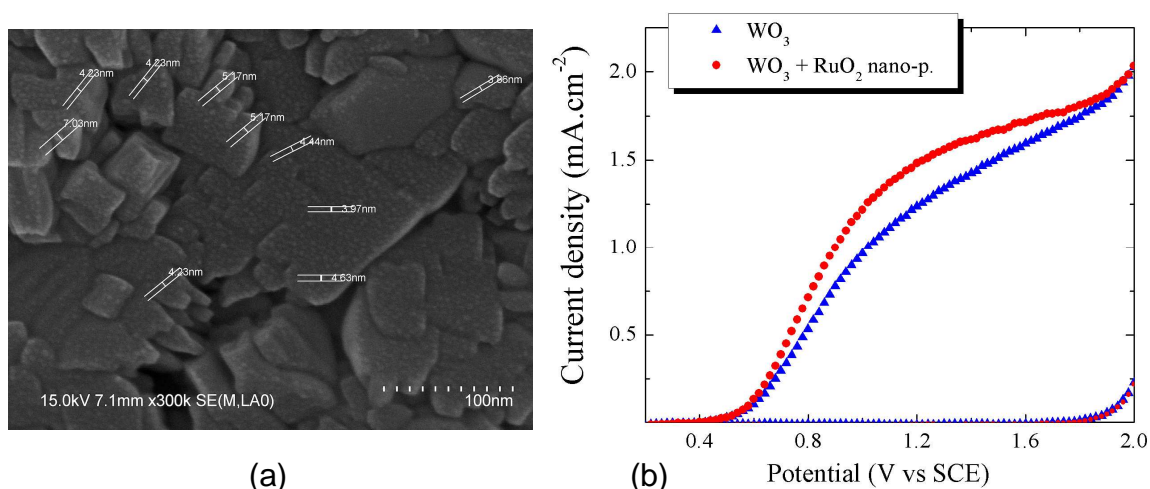 4.23nm
4.23nm
5.17nm
3.86nm
7.03nm
5.17nm
4.44nm
3.97nm
4.23nm
4.63nm
15.0kV 7.1mm x300k SE(M,LA0)
100nm
(a)
WO3
WO3 + RuO2 nano-p.
Current density (mA.cm-2)
2.0
1.5
1.0
0.5
0.4
0.8
1.2
1.6
2.0
Potential (V vs SCE)
(b)